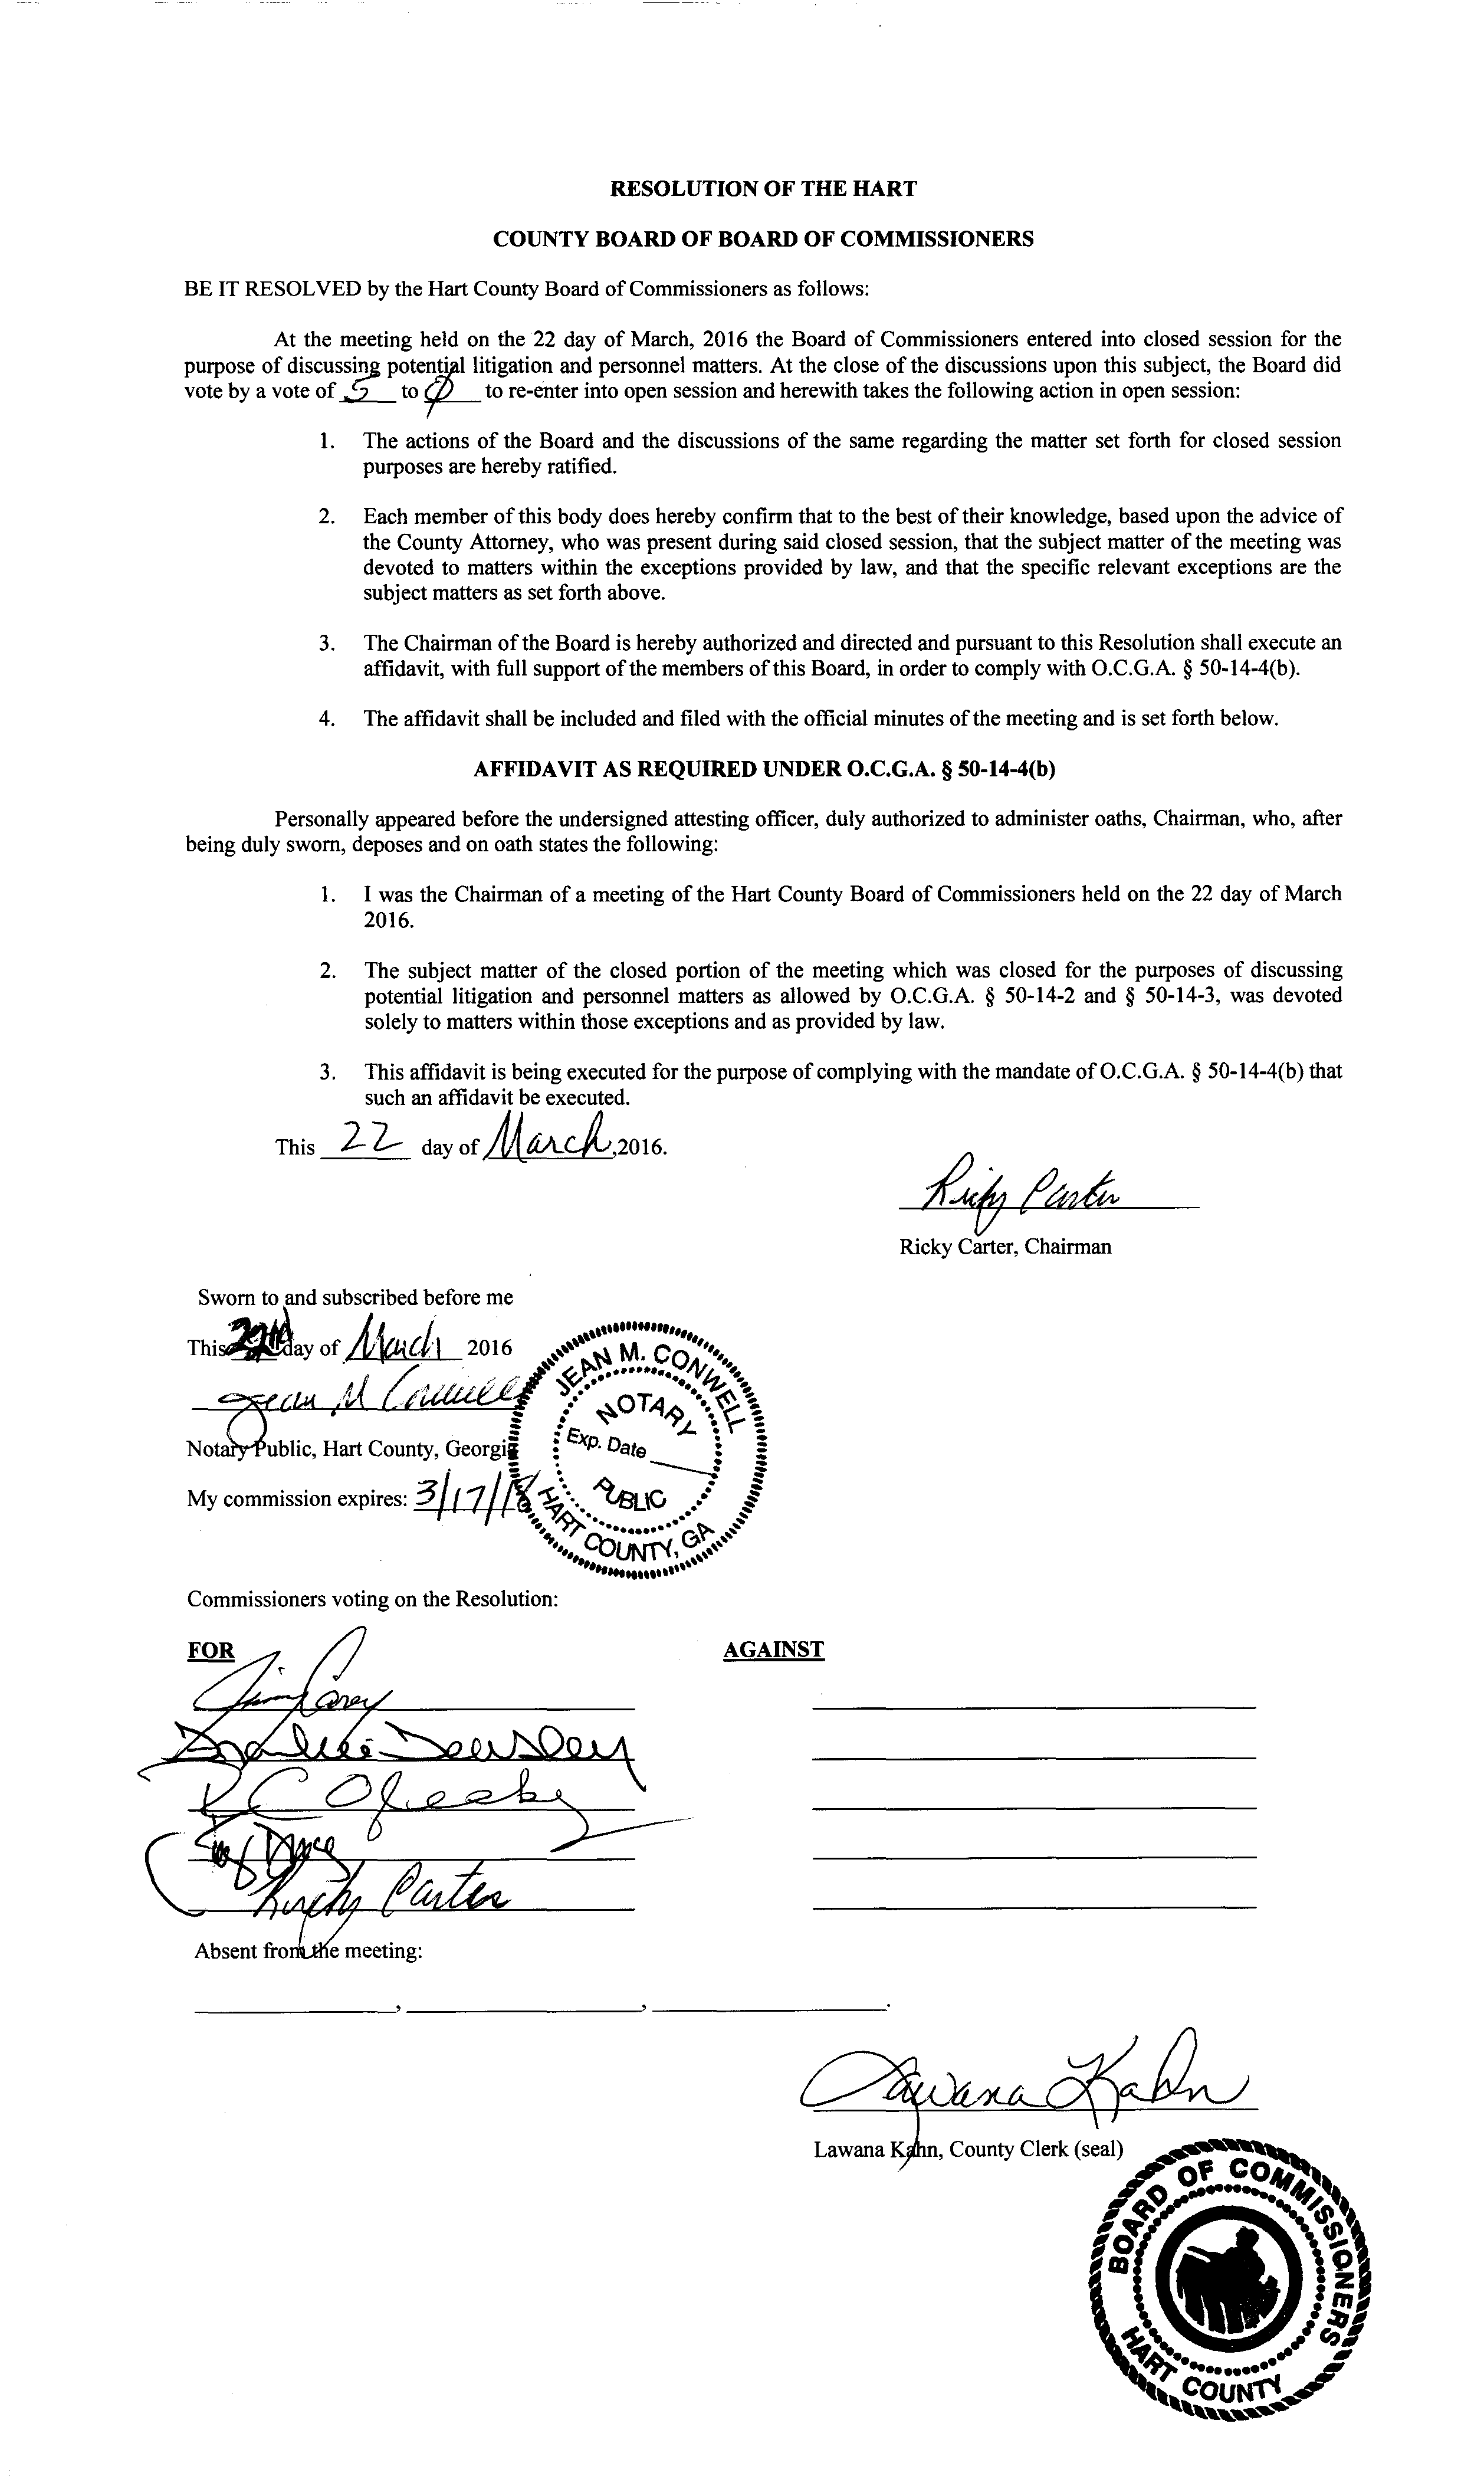 RESOLUTION OF THE HART
COUNTY BOARD OF BOARD OF COMMISSIONERS
BE IT RESOLVED by the Hart County Board of Commissioners as follows:
At the meeting held on the 22 day of March, 2016 the Board of Commissioners entered into closed session for the
purpose of discussing potential litigation and personnel matters. At the close of the discussions upon this subject, the Board did
vote by a vote of 5 to 0 to re-enter into open session and herewith takes the following action in open session:
1. The actions of the Board and the discussions of the same regarding the matter set forth for closed session
purposes are hereby ratified.
2. Each member of this body does hereby confirm that to the best of their knowledge, based upon the advice of
the County Attorney, who was present during said closed session, that the subject matter of the meeting was
devoted to matters within the exceptions provided by law, and that the specific relevant exceptions are the
subject matters as set forth above.
3. The Chairman of the Board is hereby authorized and directed and pursuant to this Resolution shall execute an
affidavit, with full support of the members of this Board, in order to comply with O.C.G.A. § 50-14-4(b).
4. The affidavit shall be included and filed with the official minutes of the meeting and is set forth below.
AFFIDAVIT AS REQUIRED UNDER O.C.G.A. § 50-14-4(b)
Personally appeared before the undersigned attesting officer, duly authorized to administer oaths, Chairman, who, after
being duly sworn, deposes and on oath states the following:
1. I was the Chairman of a meeting of the Hart County Board of Commissioners held on the 22 day of March
2016.
2. The subject matter of the closed portion of the meeting which was closed for the purposes of discussing
potential litigation and personnel matters as allowed by O.C.G.A. § 50-14-2 and § 50-14-3, was devoted
solely to matters within those exceptions and as provided by law.
3. This affidavit is being executed for the purpose of complying with the mandate of O.C.G.A. § 50-14-4(b) that
such an affidavit be executed.
This 22 day of March, 2016.
Ricky Carter
Ricky Carter, Chairman
Sworn to and subscribed before me
This 22nd day of March 2016
Jean M Conwell
Notary Public, Hart County, Georgia
My commission expires: 3/17/18
JEAN M. CONWELL
NOTARY
Exp. Date
PUBLIC
HART COUNTY, GA
Commissioners voting on the Resolution:
FOR AGAINST
R C Oglesby
Ricky Carter
Absent from the meeting:
Lawana Kahn
Lawana Kahn, County Clerk (seal)
BOARD OF COMMISSIONERS
HART COUNTY